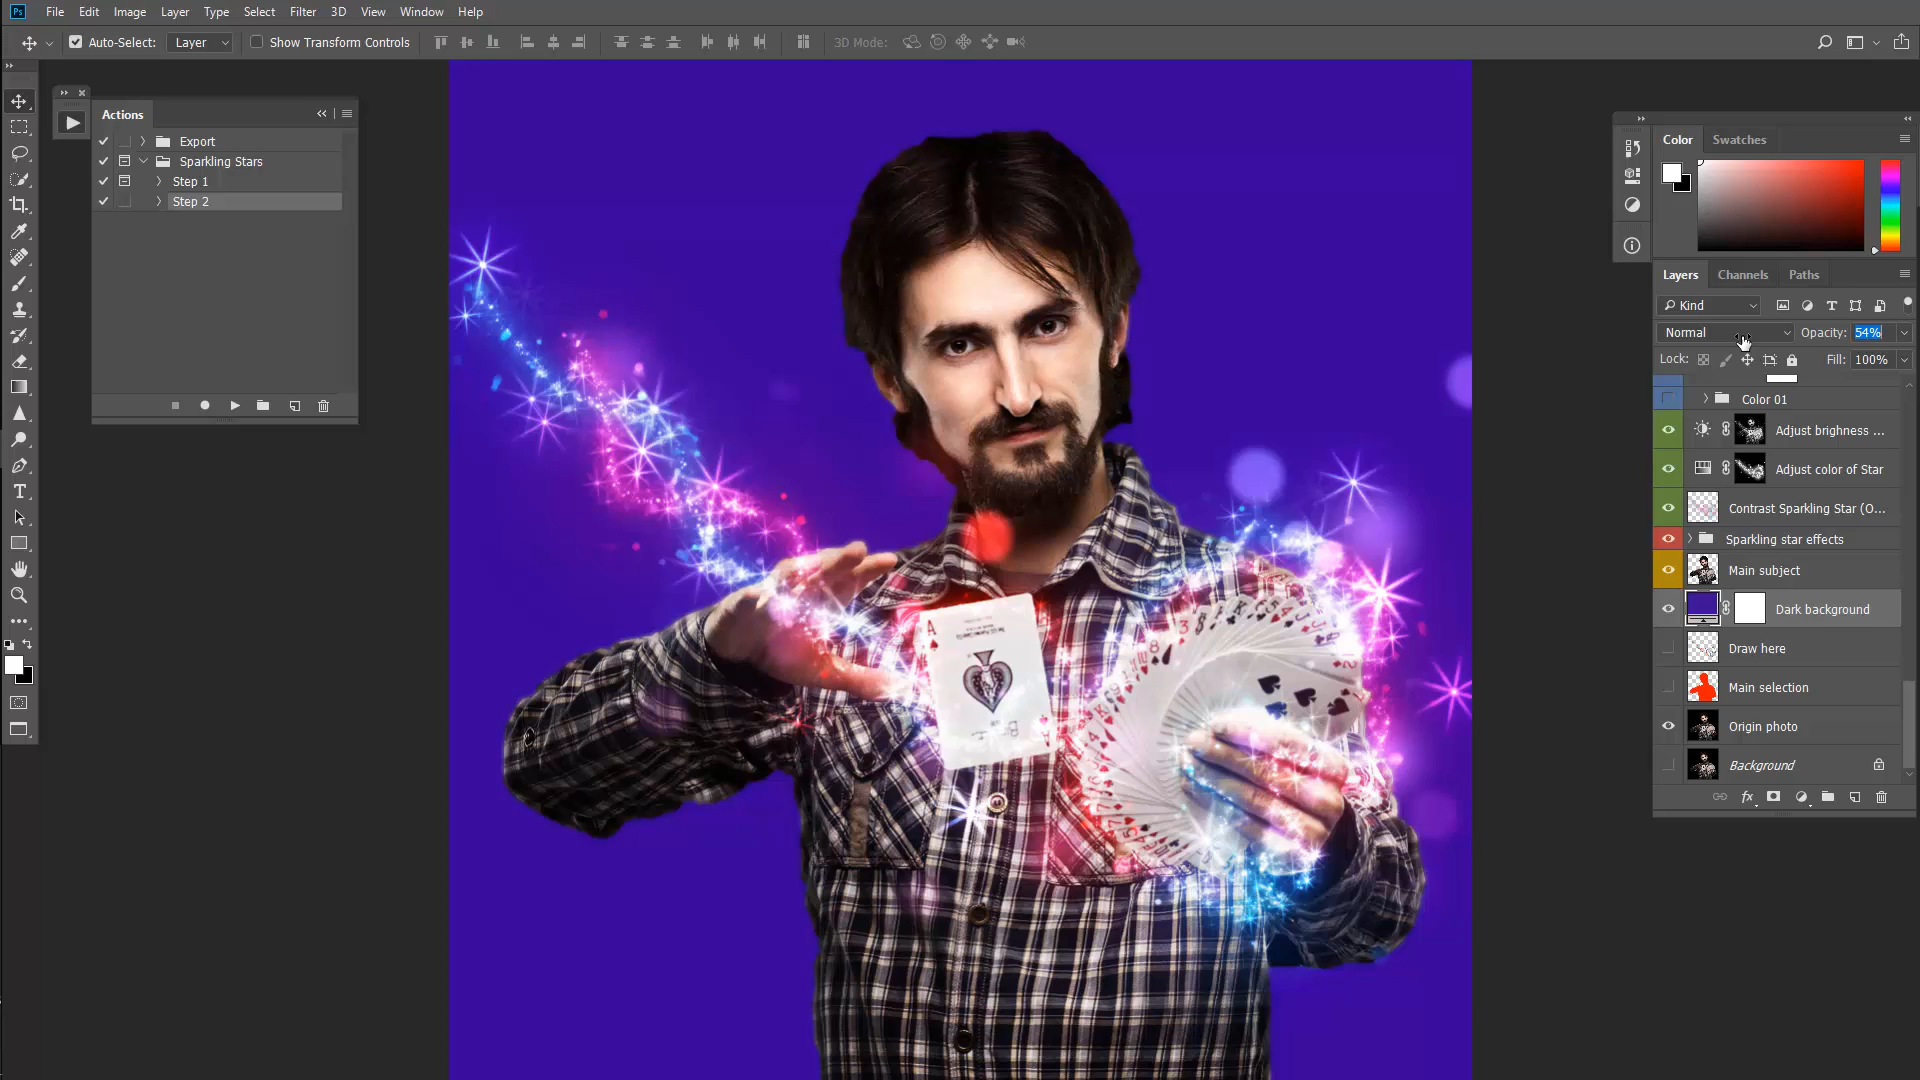 Ps File Edit Image Layer Type Select Filter 3D View Window Help
Auto-Select: Layer Show Transform Controls 3D Mode:
Actions
Export
Sparkling Stars
Step 1
Step 2
Color Swatches
Layers Channels Paths
Kind
Normal Opacity: 54%
Lock: Fill: 100%
Color 01
Adjust brighness ...
Adjust color of Star
Contrast Sparkling Star (O...
Sparkling star effects
Main subject
Dark background
Draw here
Main selection
Origin photo
Background
fx
A